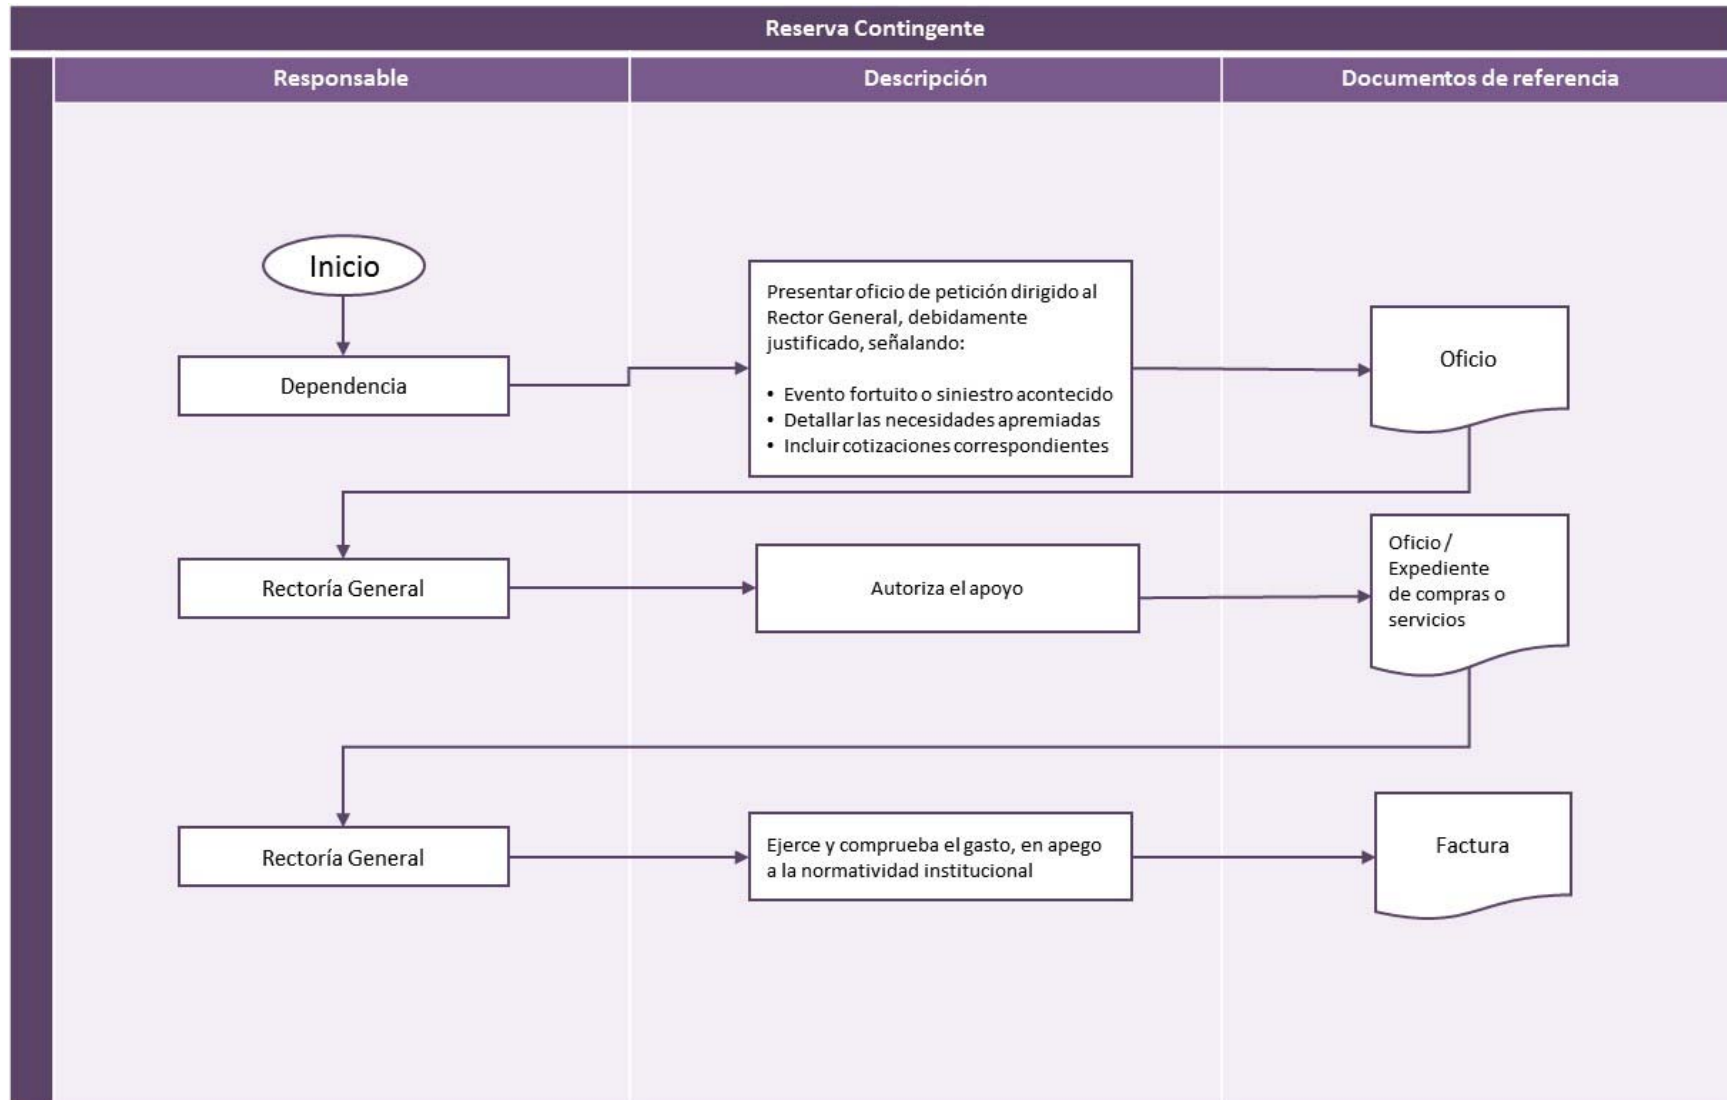 Reserva Contingente
Responsable
Descripción
Documentos de referencia
Inicio
Dependencia
Presentar oficio de petición dirigido al
Rector General, debidamente
justificado, señalando:
• Evento fortuito o siniestro acontecido
• Detallar las necesidades apremiadas
• Incluir cotizaciones correspondientes
Oficio
Rectoría General
Autoriza el apoyo
Oficio /
Expediente
de compras o
servicios
Rectoría General
Ejerce y comprueba el gasto, en apego
a la normatividad institucional
Factura